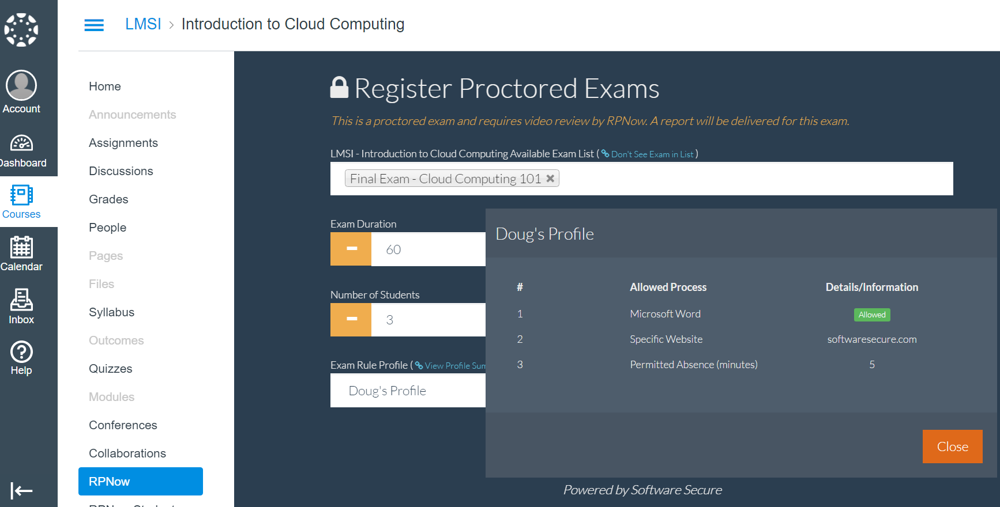 LMSI > Introduction to Cloud Computing
Account
Dashboard
Courses
Calendar
Inbox
Help
Home
Announcements
Assignments
Discussions
Grades
People
Pages
Files
Syllabus
Outcomes
Quizzes
Modules
Conferences
Collaborations
RPNow
Register Proctored Exams
This is a proctored exam and requires video review by RPNow. A report will be delivered for this exam.
LMSI - Introduction to Cloud Computing Available Exam List ( Don't See Exam in List )
Final Exam - Cloud Computing 101 ×
Exam Duration
60
Number of Students
3
Exam Rule Profile ( View Profile Sum
Doug's Profile
Doug's Profile
# Allowed Process Details/Information
1 Microsoft Word Allowed
2 Specific Website softwaresecure.com
3 Permitted Absence (minutes) 5
Close
Powered by Software Secure